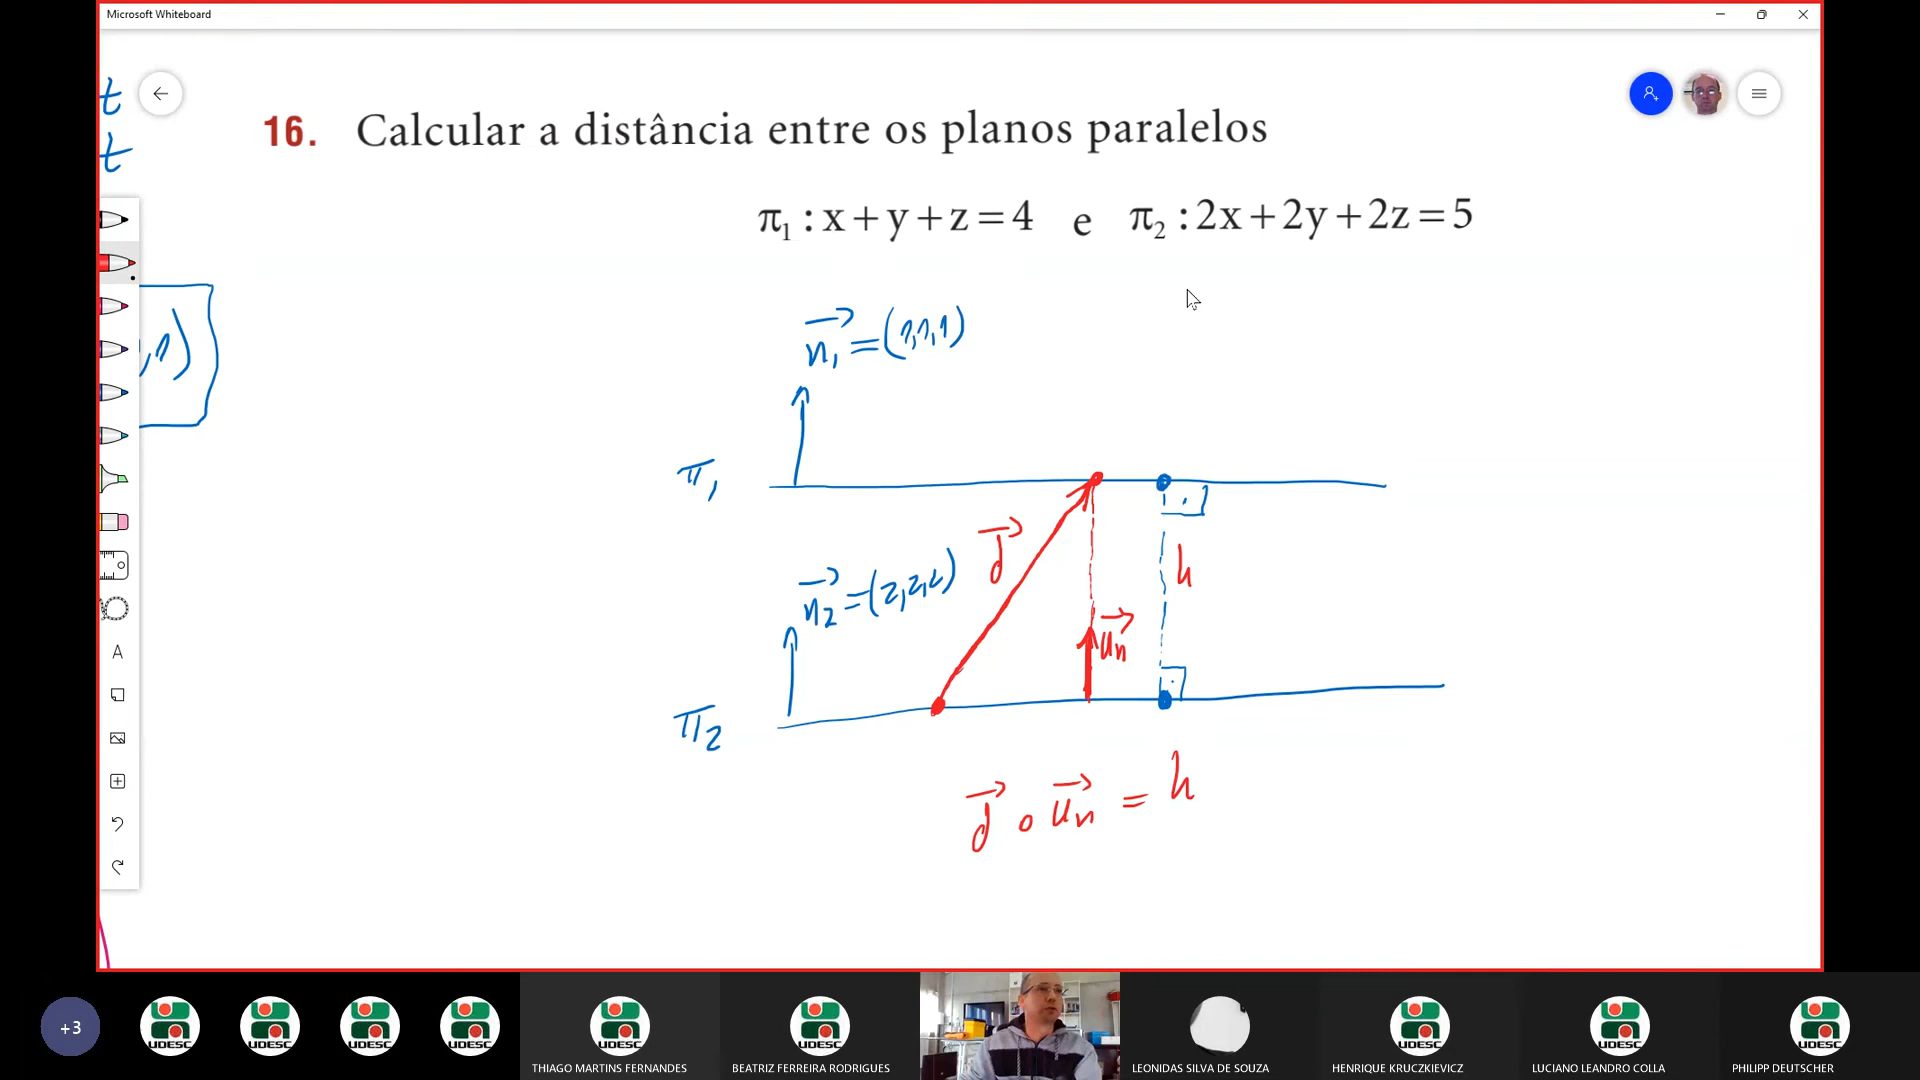 Microsoft Whiteboard
t
t
16. Calcular a distância entre os planos paralelos
π₁ : x + y + z = 4 e π₂ : 2x + 2y + 2z = 5
,1)
n₁ = (1,1,1)
π₁
d
h
n₂ = (2,2,2)
uₙ
π₂
d ∘ uₙ = h
A
+3
UDESC
UDESC
UDESC
UDESC
UDESC
UDESC
UDESC
UDESC
UDESC
THIAGO MARTINS FERNANDES
BEATRIZ FERREIRA RODRIGUES
LEONIDAS SILVA DE SOUZA
HENRIQUE KRUCZKIEVICZ
LUCIANO LEANDRO COLLA
PHILIPP DEUTSCHER